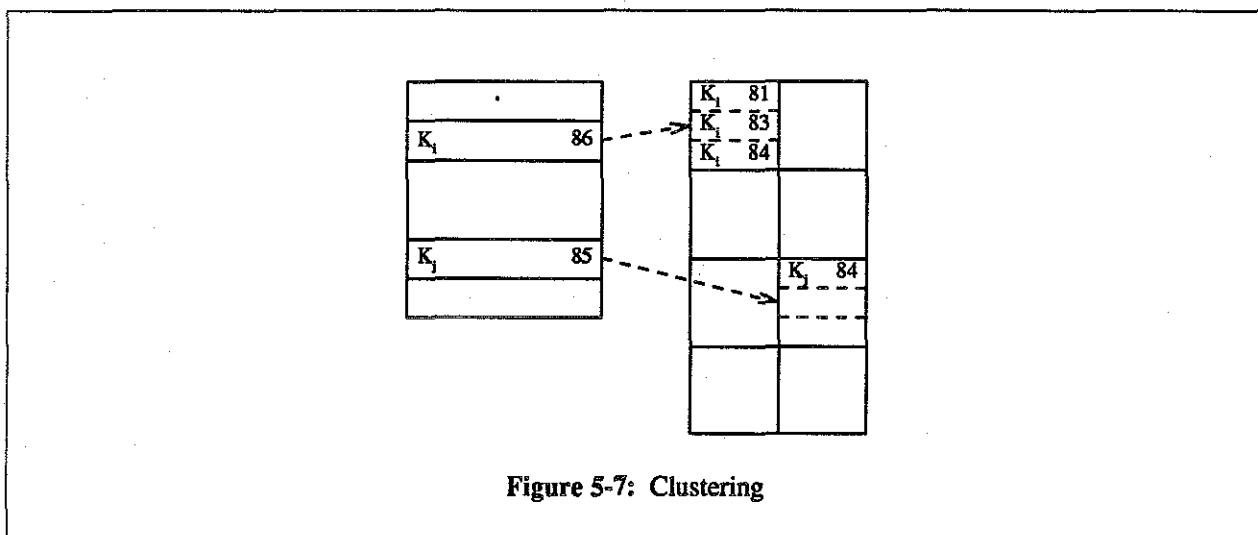 K_i 86
K_j 85
K_i 81
K_i 83
K_i 84
K_j 84
Figure 5-7: Clustering